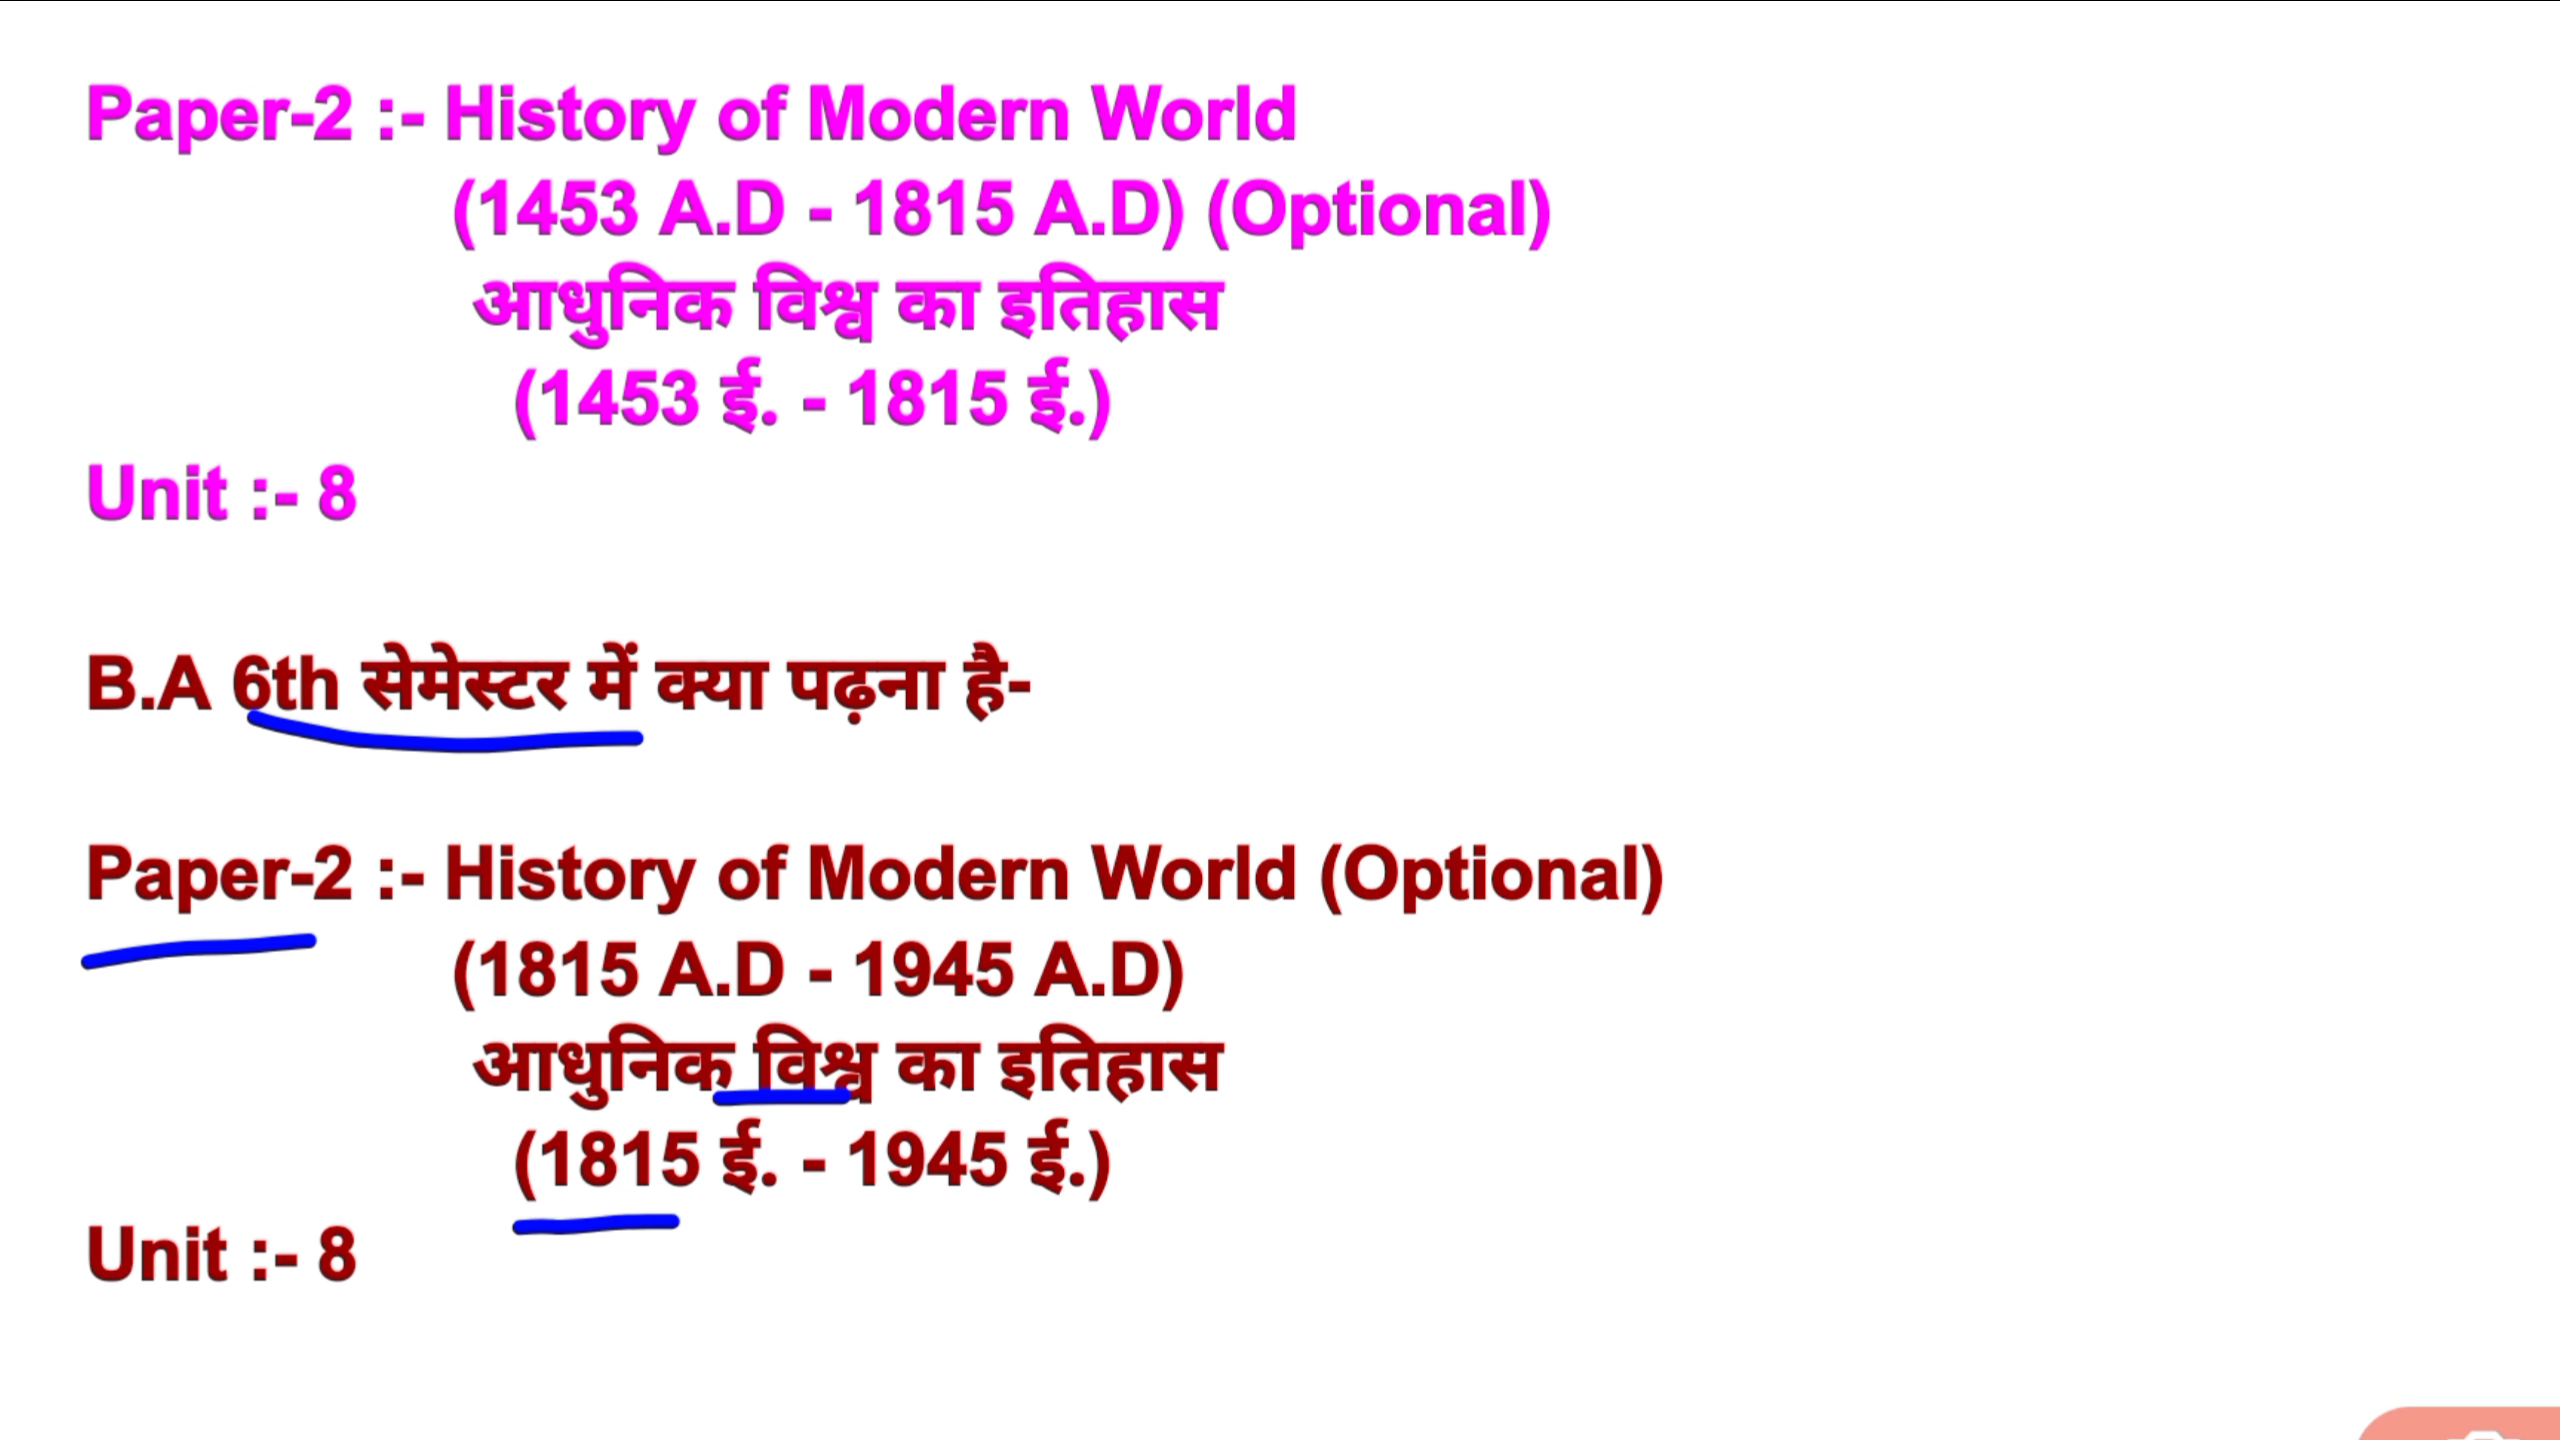 Paper-2 :- History of Modern World
(1453 A.D - 1815 A.D) (Optional)
आधुनिक विश्व का इतिहास
(1453 ई. - 1815 ई.)
Unit :- 8
B.A 6th सेमेस्टर में क्या पढ़ना है-
Paper-2 :- History of Modern World (Optional)
(1815 A.D - 1945 A.D)
आधुनिक विश्व का इतिहास
(1815 ई. - 1945 ई.)
Unit :- 8